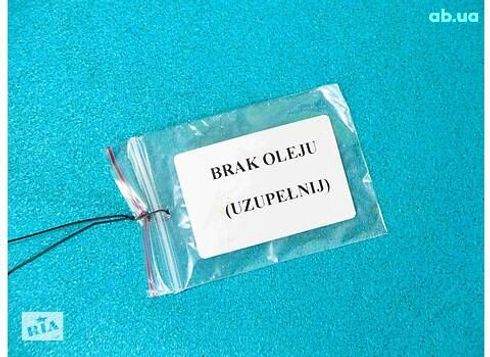 ab.ua
BRAK OLEJU
(UZUPEŁNIJ)
RIA